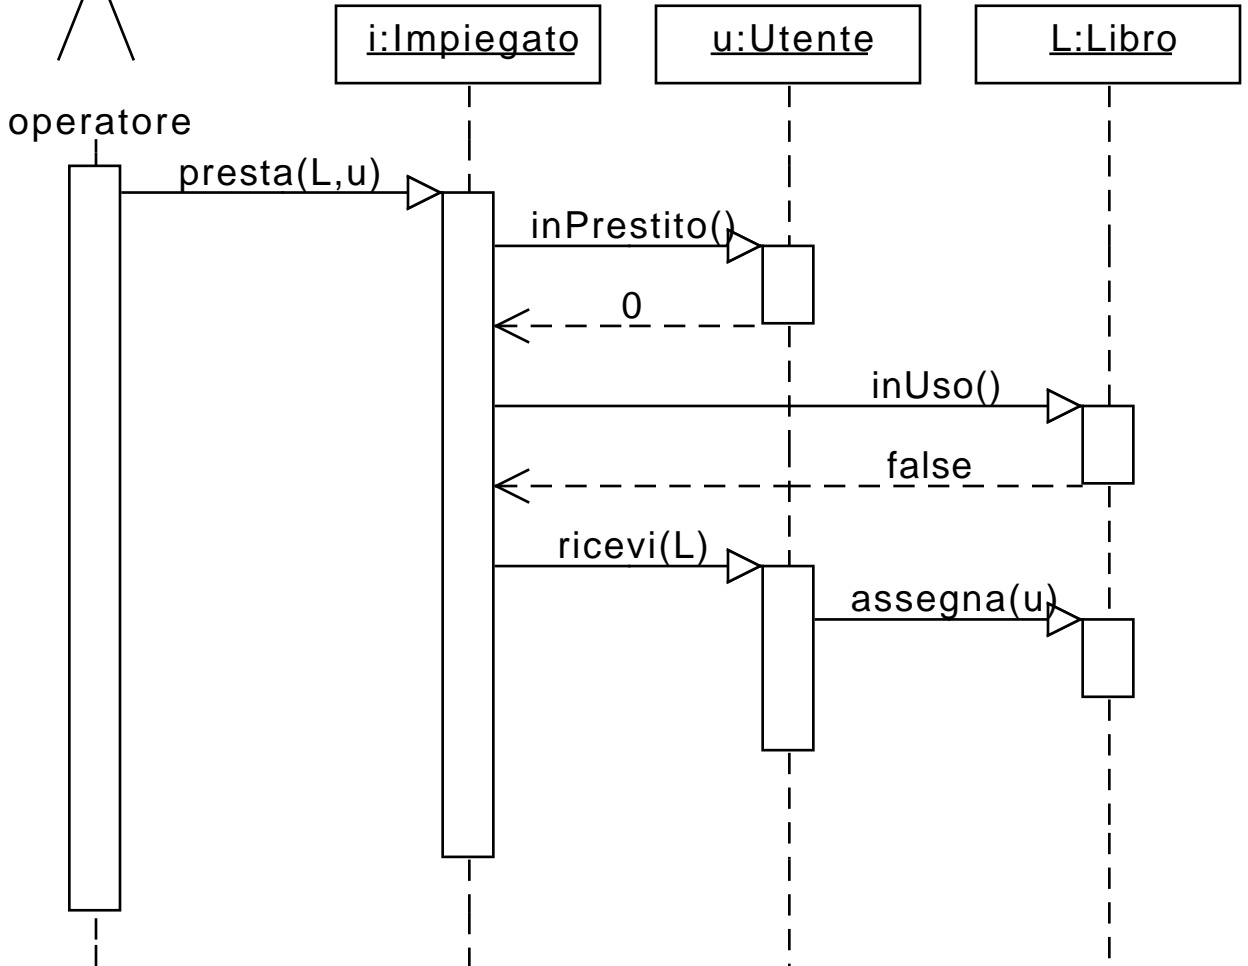 i:Impiegato
u:Utente
L:Libro
operatore
presta(L,u)
inPrestito()
0
inUso()
false
ricevi(L)
assegna(u)